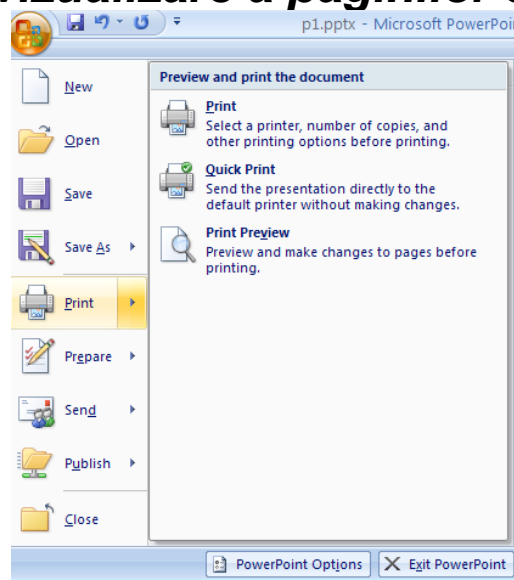 vizualizare a paginilor
p1.pptx - Microsoft PowerPoi
New
Open
Save
Save As
Print
Prepare
Send
Publish
Close
Preview and print the document
Print
Select a printer, number of copies, and
other printing options before printing.
Quick Print
Send the presentation directly to the
default printer without making changes.
Print Preview
Preview and make changes to pages before
printing.
PowerPoint Options
Exit PowerPoint